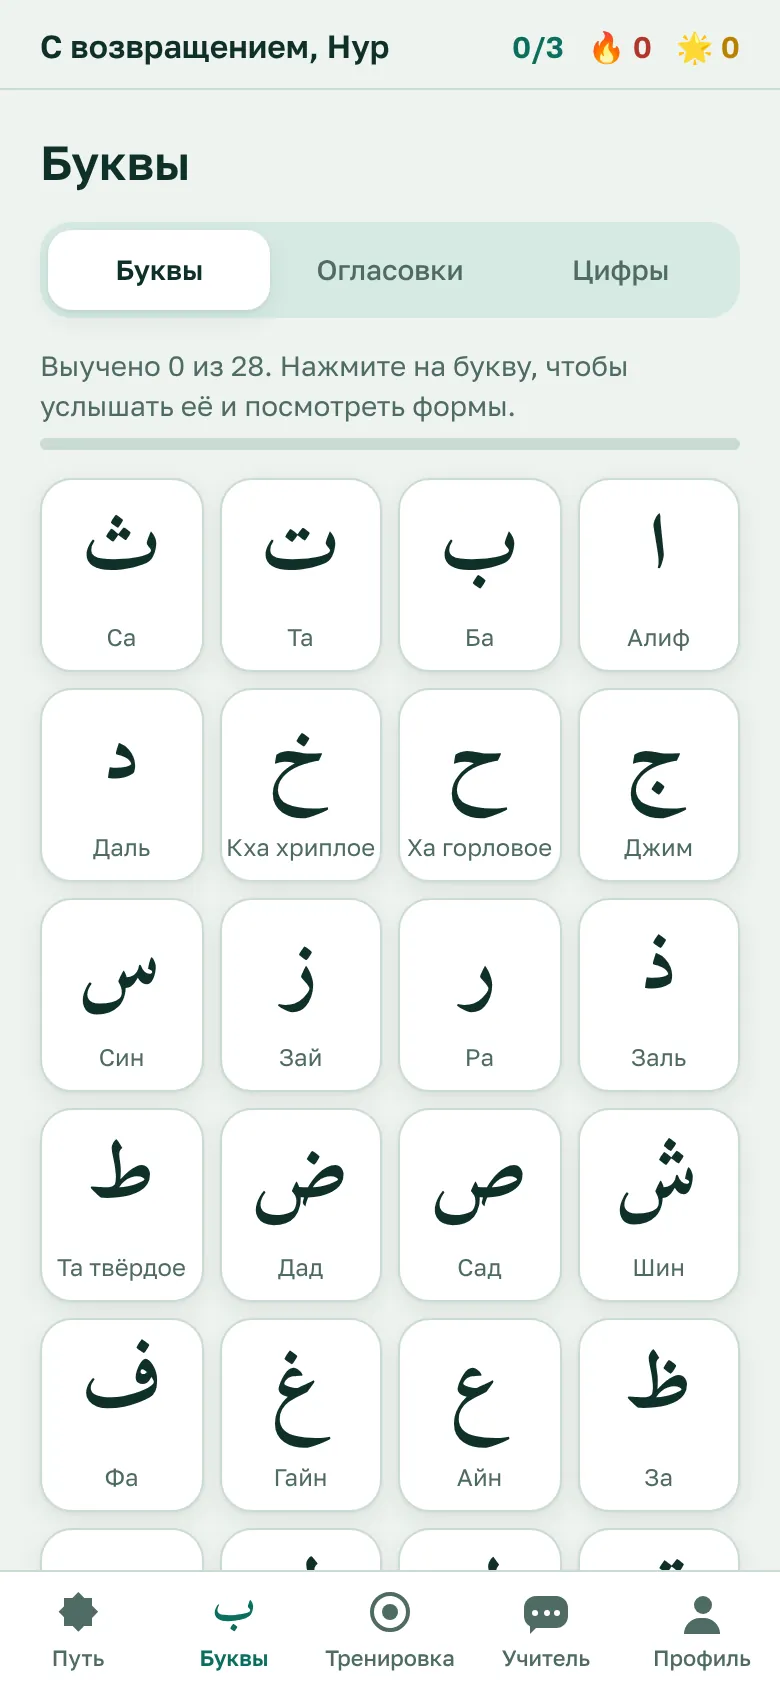 С возвращением, Нур 0/3 🔥 0 🌟 0
Буквы
Буквы Огласовки Цифры
Выучено 0 из 28. Нажмите на букву, чтобы
услышать её и посмотреть формы.
ا ب ت ث
Алиф Ба Та Са
ج ح خ د
Джим Ха горловое Кха хриплое Даль
ذ ر ز س
Заль Ра Зай Син
ش ص ض ط
Шин Сад Дад Та твёрдое
ظ ع غ ف
За Айн Гайн Фа
ب
Путь Буквы Тренировка Учитель Профиль